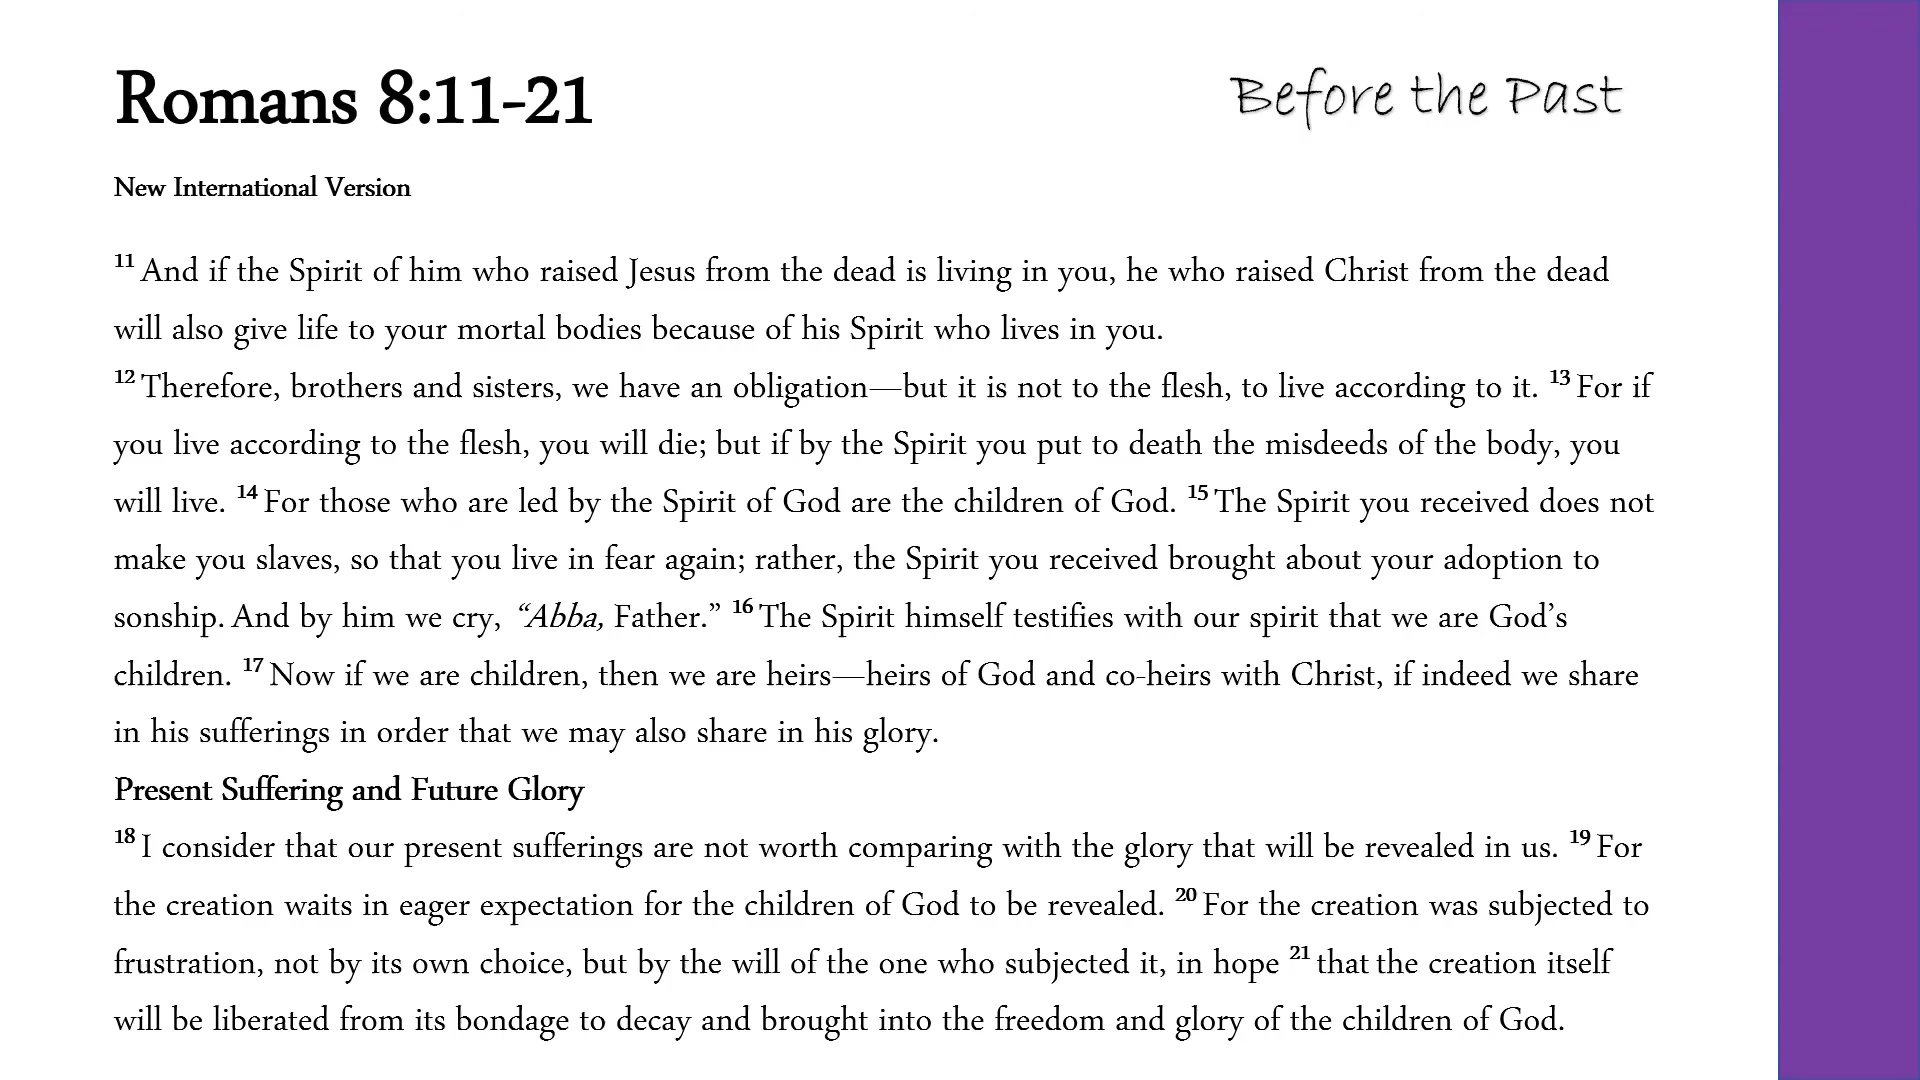 Romans 8:11-21
Before the Past
New International Version
11 And if the Spirit of him who raised Jesus from the dead is living in you, he who raised Christ from the dead
will also give life to your mortal bodies because of his Spirit who lives in you.
12 Therefore, brothers and sisters, we have an obligation—but it is not to the flesh, to live according to it. 13 For if
you live according to the flesh, you will die; but if by the Spirit you put to death the misdeeds of the body, you
will live. 14 For those who are led by the Spirit of God are the children of God. 15 The Spirit you received does not
make you slaves, so that you live in fear again; rather, the Spirit you received brought about your adoption to
sonship. And by him we cry, “Abba, Father.” 16 The Spirit himself testifies with our spirit that we are God’s
children. 17 Now if we are children, then we are heirs—heirs of God and co-heirs with Christ, if indeed we share
in his sufferings in order that we may also share in his glory.
Present Suffering and Future Glory
18 I consider that our present sufferings are not worth comparing with the glory that will be revealed in us. 19 For
the creation waits in eager expectation for the children of God to be revealed. 20 For the creation was subjected to
frustration, not by its own choice, but by the will of the one who subjected it, in hope 21 that the creation itself
will be liberated from its bondage to decay and brought into the freedom and glory of the children of God.